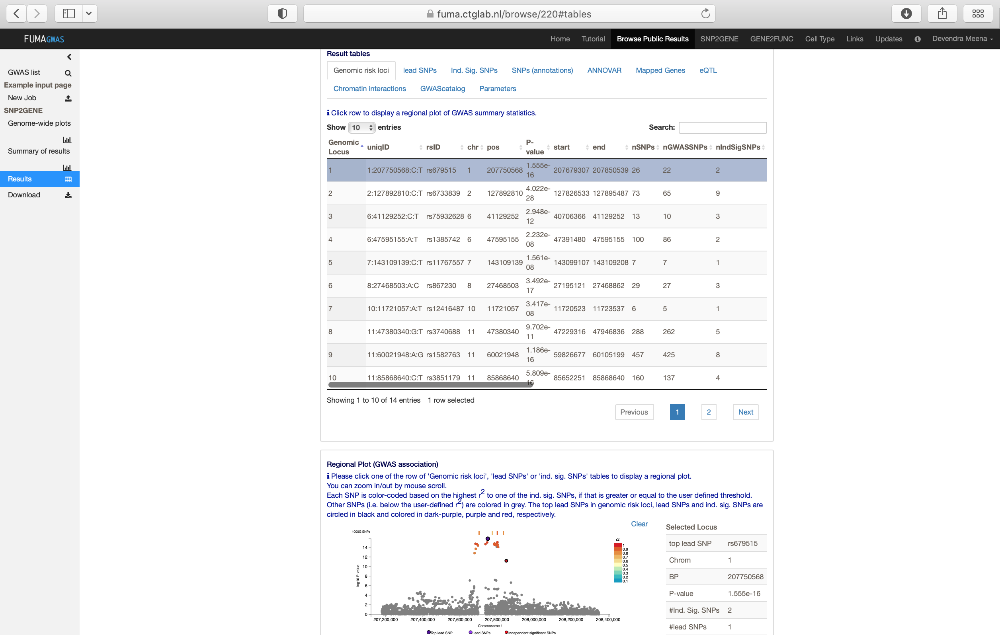 fuma.ctglab.nl/browse/220#tables
FUMAGWAS
Home Tutorial Browse Public Results SNP2GENE GENE2FUNC Cell Type Links Updates Devendra Meena
GWAS list
Example input page
New Job
SNP2GENE
Genome-wide plots
Summary of results
Results
Download
Result tables
Genomic risk loci lead SNPs Ind. Sig. SNPs SNPs (annotations) ANNOVAR Mapped Genes eQTL
Chromatin interactions GWAScatalog Parameters
Click row to display a regional plot of GWAS summary statistics.
Show 10 entries Search:
Genomic Locus uniqID rsID chr pos P-value start end nSNPs nGWASSNPs nIndSigSNPs
1 1:207750568:C:T rs679515 1 207750568 1.555e-16 207679307 207850539 26 22 2
2 2:127892810:C:T rs6733839 2 127892810 4.022e-28 127826533 127895487 73 65 9
3 6:41129252:C:T rs75932628 6 41129252 2.948e-12 40706366 41129252 13 10 3
4 6:47595155:A:T rs1385742 6 47595155 2.232e-08 47391480 47595155 100 86 2
5 7:143109139:C:T rs11767557 7 143109139 1.561e-08 143099107 143109208 7 7 1
6 8:27468503:A:C rs867230 8 27468503 3.492e-17 27195121 27468862 29 27 3
7 10:11721057:A:T rs12416487 10 11721057 3.417e-08 11720523 11723537 6 5 1
8 11:47380340:G:T rs3740688 11 47380340 9.702e-11 47229316 47946836 288 262 5
9 11:60021948:A:G rs1582763 11 60021948 1.186e-16 59826677 60105199 457 425 8
10 11:85868640:C:T rs3851179 11 85868640 5.809e-16 85652251 85868640 160 137 4
Showing 1 to 10 of 14 entries 1 row selected
Previous 1 2 Next
Regional Plot (GWAS association)
Please click one of the row of 'Genomic risk loci', 'lead SNPs' or 'ind. sig. SNPs' tables to display a regional plot.
You can zoom in/out by mouse scroll.
Each SNP is color-coded based on the highest r2 to one of the ind. sig. SNPs, if that is greater or equal to the user defined threshold.
Other SNPs (i.e. below the user-defined r2) are colored in grey. The top lead SNPs in genomic risk loci, lead SNPs and ind. sig. SNPs are
circled in black and colored in dark-purple, purple and red, respectively.
Clear
1000G SNPs
-log10 P-value
14
12
10
8
6
4
2
0
207,200,000 207,400,000 207,600,000 207,800,000 208,000,000 208,200,000 208,400,000
Chromosome 1
Top lead SNP Lead SNPs Independent significant SNPs
r2
1
0.9
0.8
0.7
0.6
0.5
0.4
0.3
0.2
0.1
Selected Locus
top lead SNP rs679515
Chrom 1
BP 207750568
P-value 1.555e-16
#Ind. Sig. SNPs 2
#lead SNPs 1